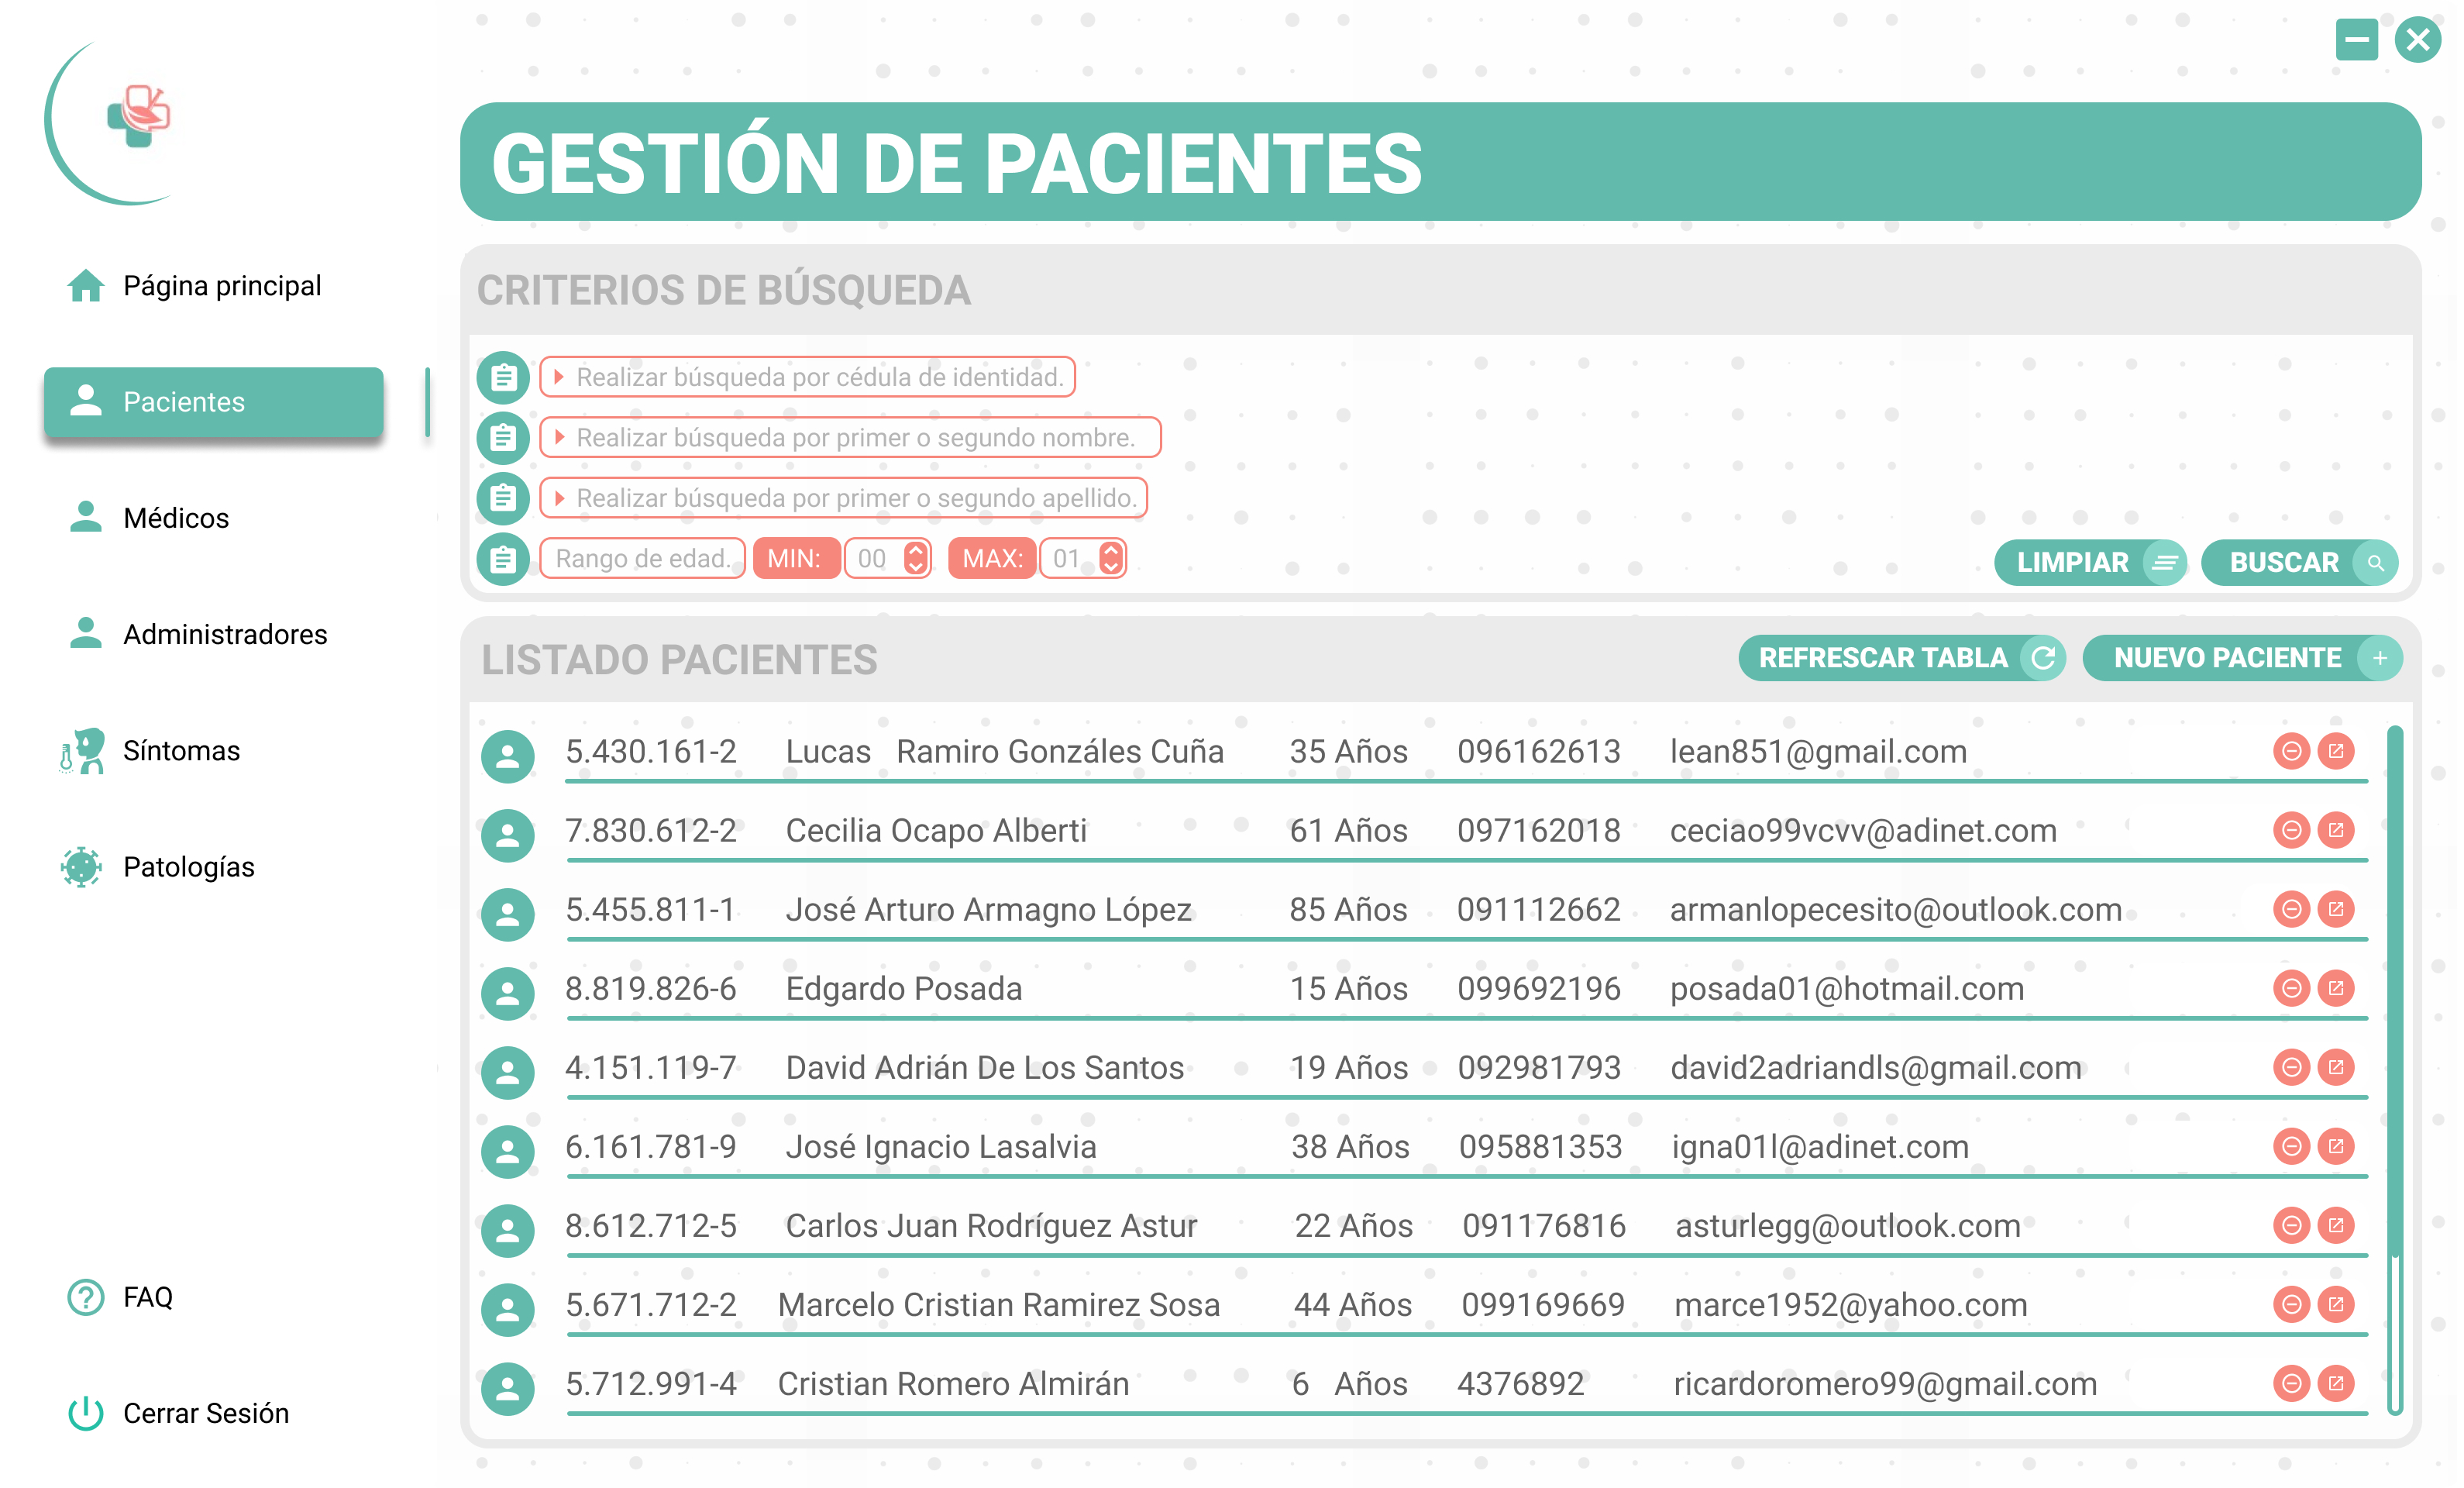 GESTIÓN DE PACIENTES
Página principal
Pacientes
Médicos
Administradores
Síntomas
Patologías
FAQ
Cerrar Sesión
CRITERIOS DE BÚSQUEDA
Realizar búsqueda por cédula de identidad.
Realizar búsqueda por primer o segundo nombre.
Realizar búsqueda por primer o segundo apellido.
Rango de edad. MIN: 00 MAX: 01
LIMPIAR BUSCAR
LISTADO PACIENTES REFRESCAR TABLA NUEVO PACIENTE
5.430.161-2 Lucas Ramiro Gonzáles Cuña 35 Años 096162613 lean851@gmail.com
7.830.612-2 Cecilia Ocapo Alberti 61 Años 097162018 ceciao99vcvv@adinet.com
5.455.811-1 José Arturo Armagno López 85 Años 091112662 armanlopecesito@outlook.com
8.819.826-6 Edgardo Posada 15 Años 099692196 posada01@hotmail.com
4.151.119-7 David Adrián De Los Santos 19 Años 092981793 david2adriandls@gmail.com
6.161.781-9 José Ignacio Lasalvia 38 Años 095881353 igna01l@adinet.com
8.612.712-5 Carlos Juan Rodríguez Astur 22 Años 091176816 asturlegg@outlook.com
5.671.712-2 Marcelo Cristian Ramirez Sosa 44 Años 099169669 marce1952@yahoo.com
5.712.991-4 Cristian Romero Almirán 6 Años 4376892 ricardoromero99@gmail.com